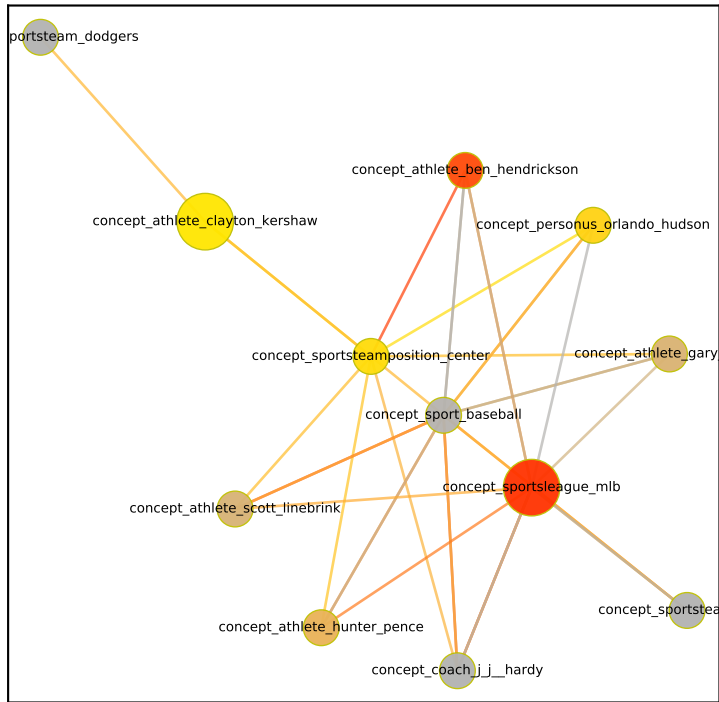 portsteam_dodgers
concept_athlete_ben_hendrickson
concept_athlete_clayton_kershaw
concept_personus_orlando_hudson
concept_sportsteamposition_center
concept_athlete_gary
concept_sport_baseball
concept_sportsleague_mlb
concept_athlete_scott_linebrink
concept_sportstea
concept_athlete_hunter_pence
concept_coach_j_j__hardy